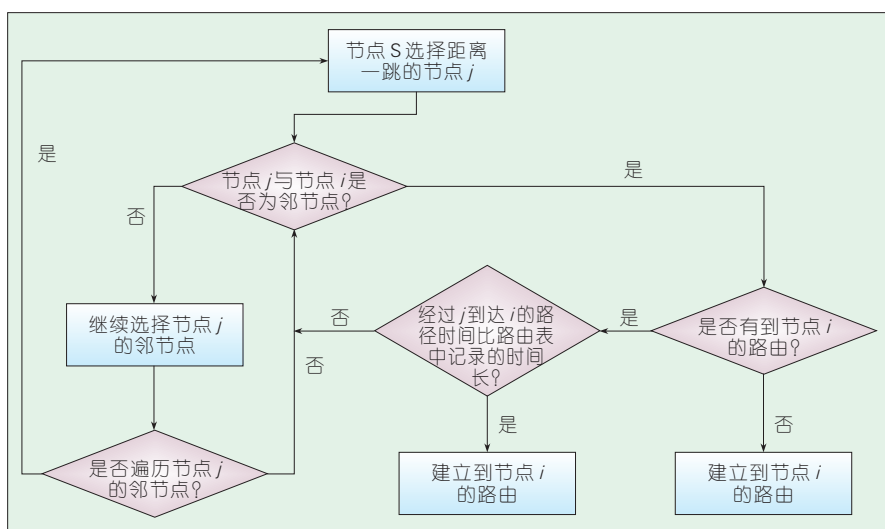 节点S选择距离
一跳的节点j
是
节点j与节点i是
否为邻节点?
是
否
继续选择节点j
的邻节点
否
否
经过j到达i的路
径时间比路由表
中记录的时间
长?
是
是否有到节点i
的路由?
是
否
是否遍历节点j
的邻节点?
建立到节点i
的路由
建立到节点i
的路由